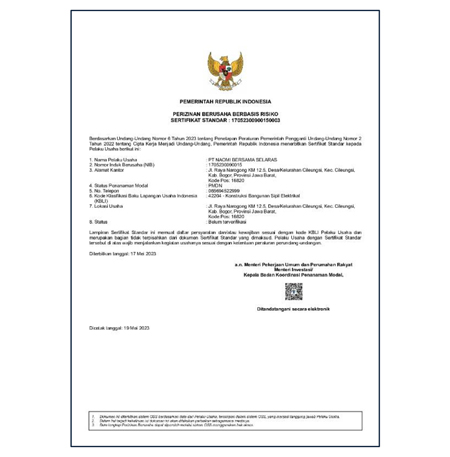 PEMERINTAH REPUBLIK INDONESIA
PERIZINAN BERUSAHA BERBASIS RISIKO
SERTIFIKAT STANDAR : 17052300960150003
Berdasarkan Undang-Undang Nomor 6 Tahun 2023 tentang Penetapan Peraturan Pemerintah Pengganti Undang-Undang Nomor 2
Tahun 2022 tentang Cipta Kerja Menjadi Undang-Undang, Pemerintah Republik Indonesia menerbitkan Sertifikat Standar kepada
Pelaku Usaha berikut ini:
1. Nama Pelaku Usaha : PT NAOMI BERSAMA SELARAS
2. Nomor Induk Berusaha (NIB) : 1705230096015
3. Alamat Kantor : Jl. Raya Narogong KM 12.5, Desa/Kelurahan Cileungsi, Kec. Cileungsi,
Kab. Bogor, Provinsi Jawa Barat,
Kode Pos: 16820
4. Status Penanaman Modal : PMDN
5. No. Telepon :
6. Kode Klasifikasi Baku Lapangan Usaha Indonesia : 42204 - Konstruksi Bangunan Sipil Elektrikal
(KBLI)
7. Lokasi Usaha : Jl. Raya Narogong KM 12.5, Desa/Kelurahan Cileungsi, Kec. Cileungsi,
Kab. Bogor, Provinsi Jawa Barat,
Kode Pos: 16820
8. Status : Belum terverifikasi
Lampiran Sertifikat Standar ini memuat daftar persyaratan dan/atau kewajiban sesuai dengan kode KBLI Pelaku Usaha dan
merupakan bagian tidak terpisahkan dari dokumen Sertifikat Standar yang dimaksud. Pelaku Usaha dengan Sertifikat Standar
tersebut di atas wajib menjalankan kegiatan usahanya sesuai dengan ketentuan peraturan perundang-undangan.
Diterbitkan tanggal: 17 Mei 2023
a.n. Menteri Pekerjaan Umum dan Perumahan Rakyat
Menteri Investasi/
Kepala Badan Koordinasi Penanaman Modal,
Ditandatangani secara elektronik
Dicetak tanggal: 19 Mei 2023